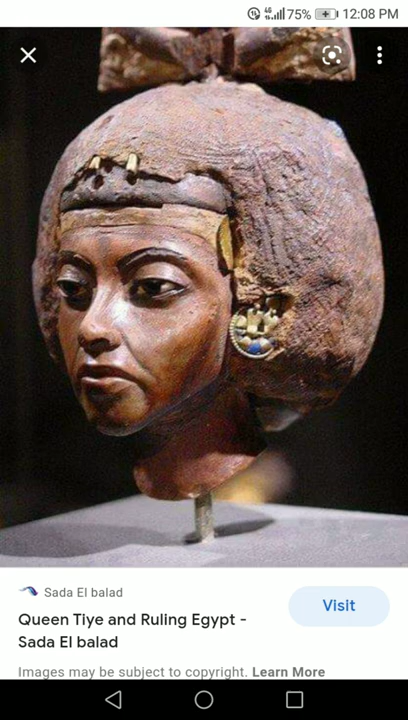 4G 75% 12:08 PM
Sada El balad
Visit
Queen Tiye and Ruling Egypt -
Sada El balad
Images may be subject to copyright. Learn More